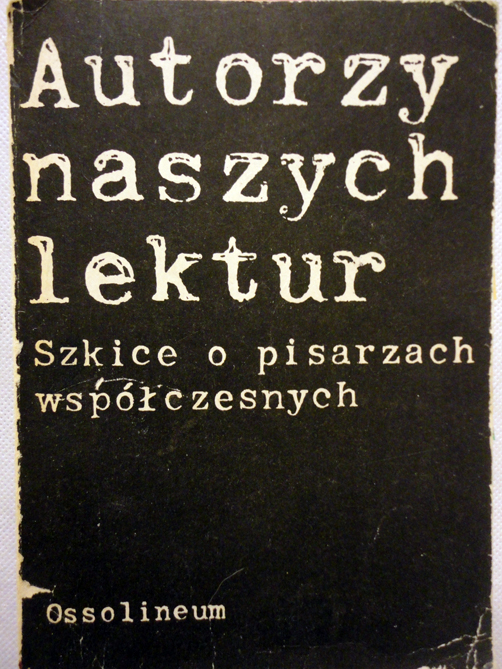 Autorzy
naszych
lektur
Szkice o pisarzach
współczesnych
Ossolineum